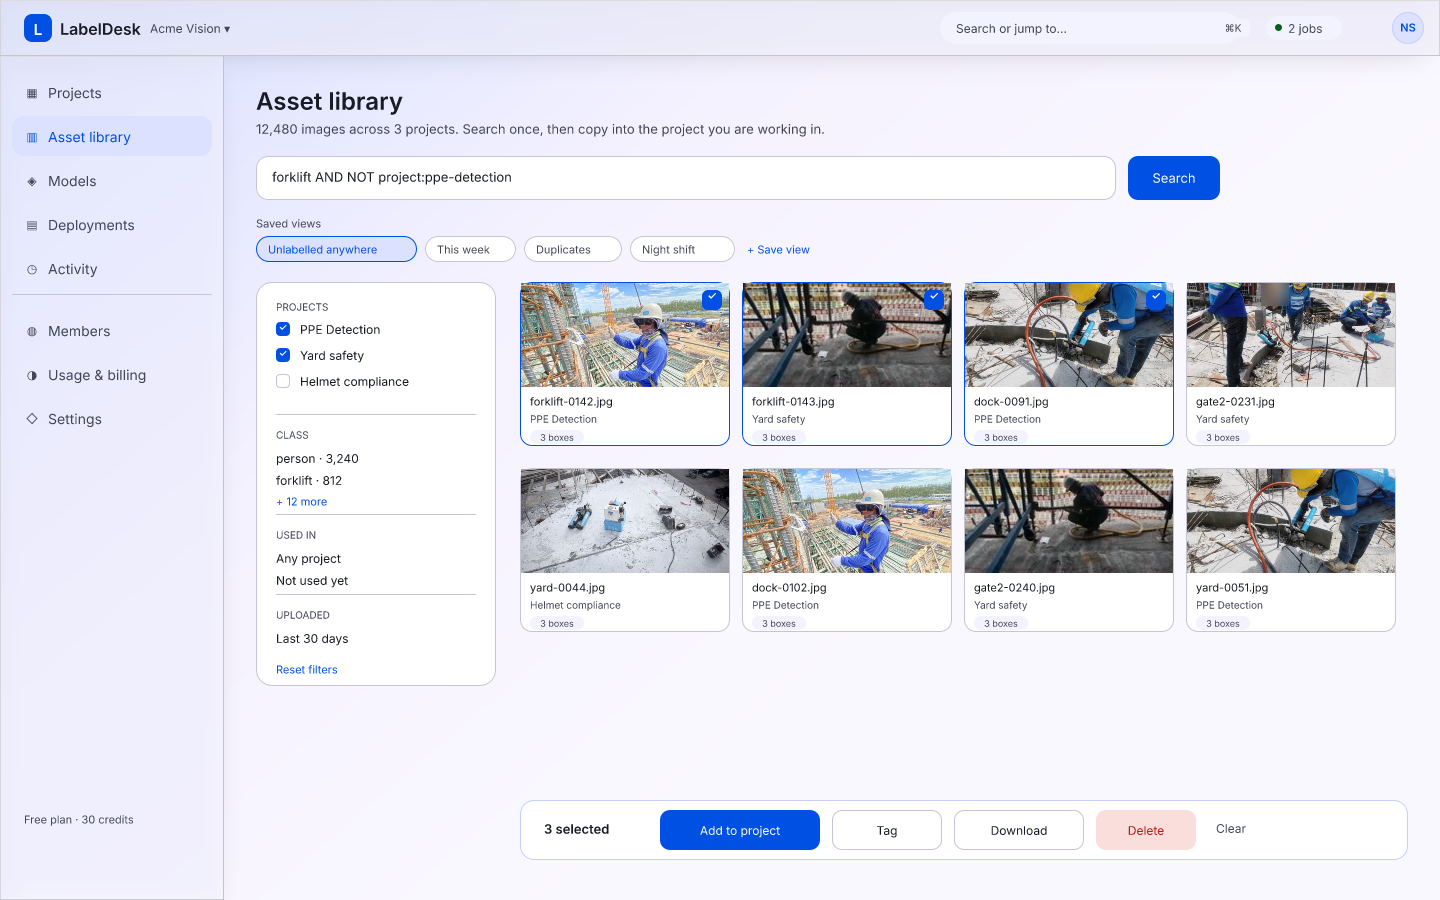 L LabelDesk Acme Vision ▾ Search or jump to... ⌘K 2 jobs NS
Projects
Asset library
Models
Deployments
Activity
Members
Usage & billing
Settings
Free plan · 30 credits
Asset library
12,480 images across 3 projects. Search once, then copy into the project you are working in.
forklift AND NOT project:ppe-detection Search
Saved views
Unlabelled anywhere This week Duplicates Night shift + Save view
PROJECTS
PPE Detection
Yard safety
Helmet compliance
CLASS
person · 3,240
forklift · 812
+ 12 more
USED IN
Any project
Not used yet
UPLOADED
Last 30 days
Reset filters
forklift-0142.jpg
PPE Detection
3 boxes
forklift-0143.jpg
Yard safety
3 boxes
dock-0091.jpg
PPE Detection
3 boxes
gate2-0231.jpg
Yard safety
3 boxes
yard-0044.jpg
Helmet compliance
3 boxes
dock-0102.jpg
PPE Detection
3 boxes
gate2-0240.jpg
Yard safety
3 boxes
yard-0051.jpg
PPE Detection
3 boxes
3 selected Add to project Tag Download Delete Clear